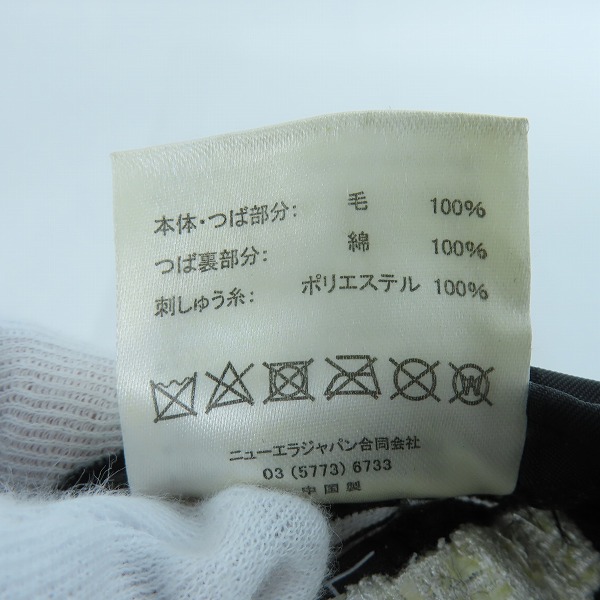 本体・つば部分: 毛 100%
つば裏部分: 綿 100%
刺しゅう糸: ポリエステル 100%
W
ニューエラジャパン合同会社
03 (5773) 6733
中国製